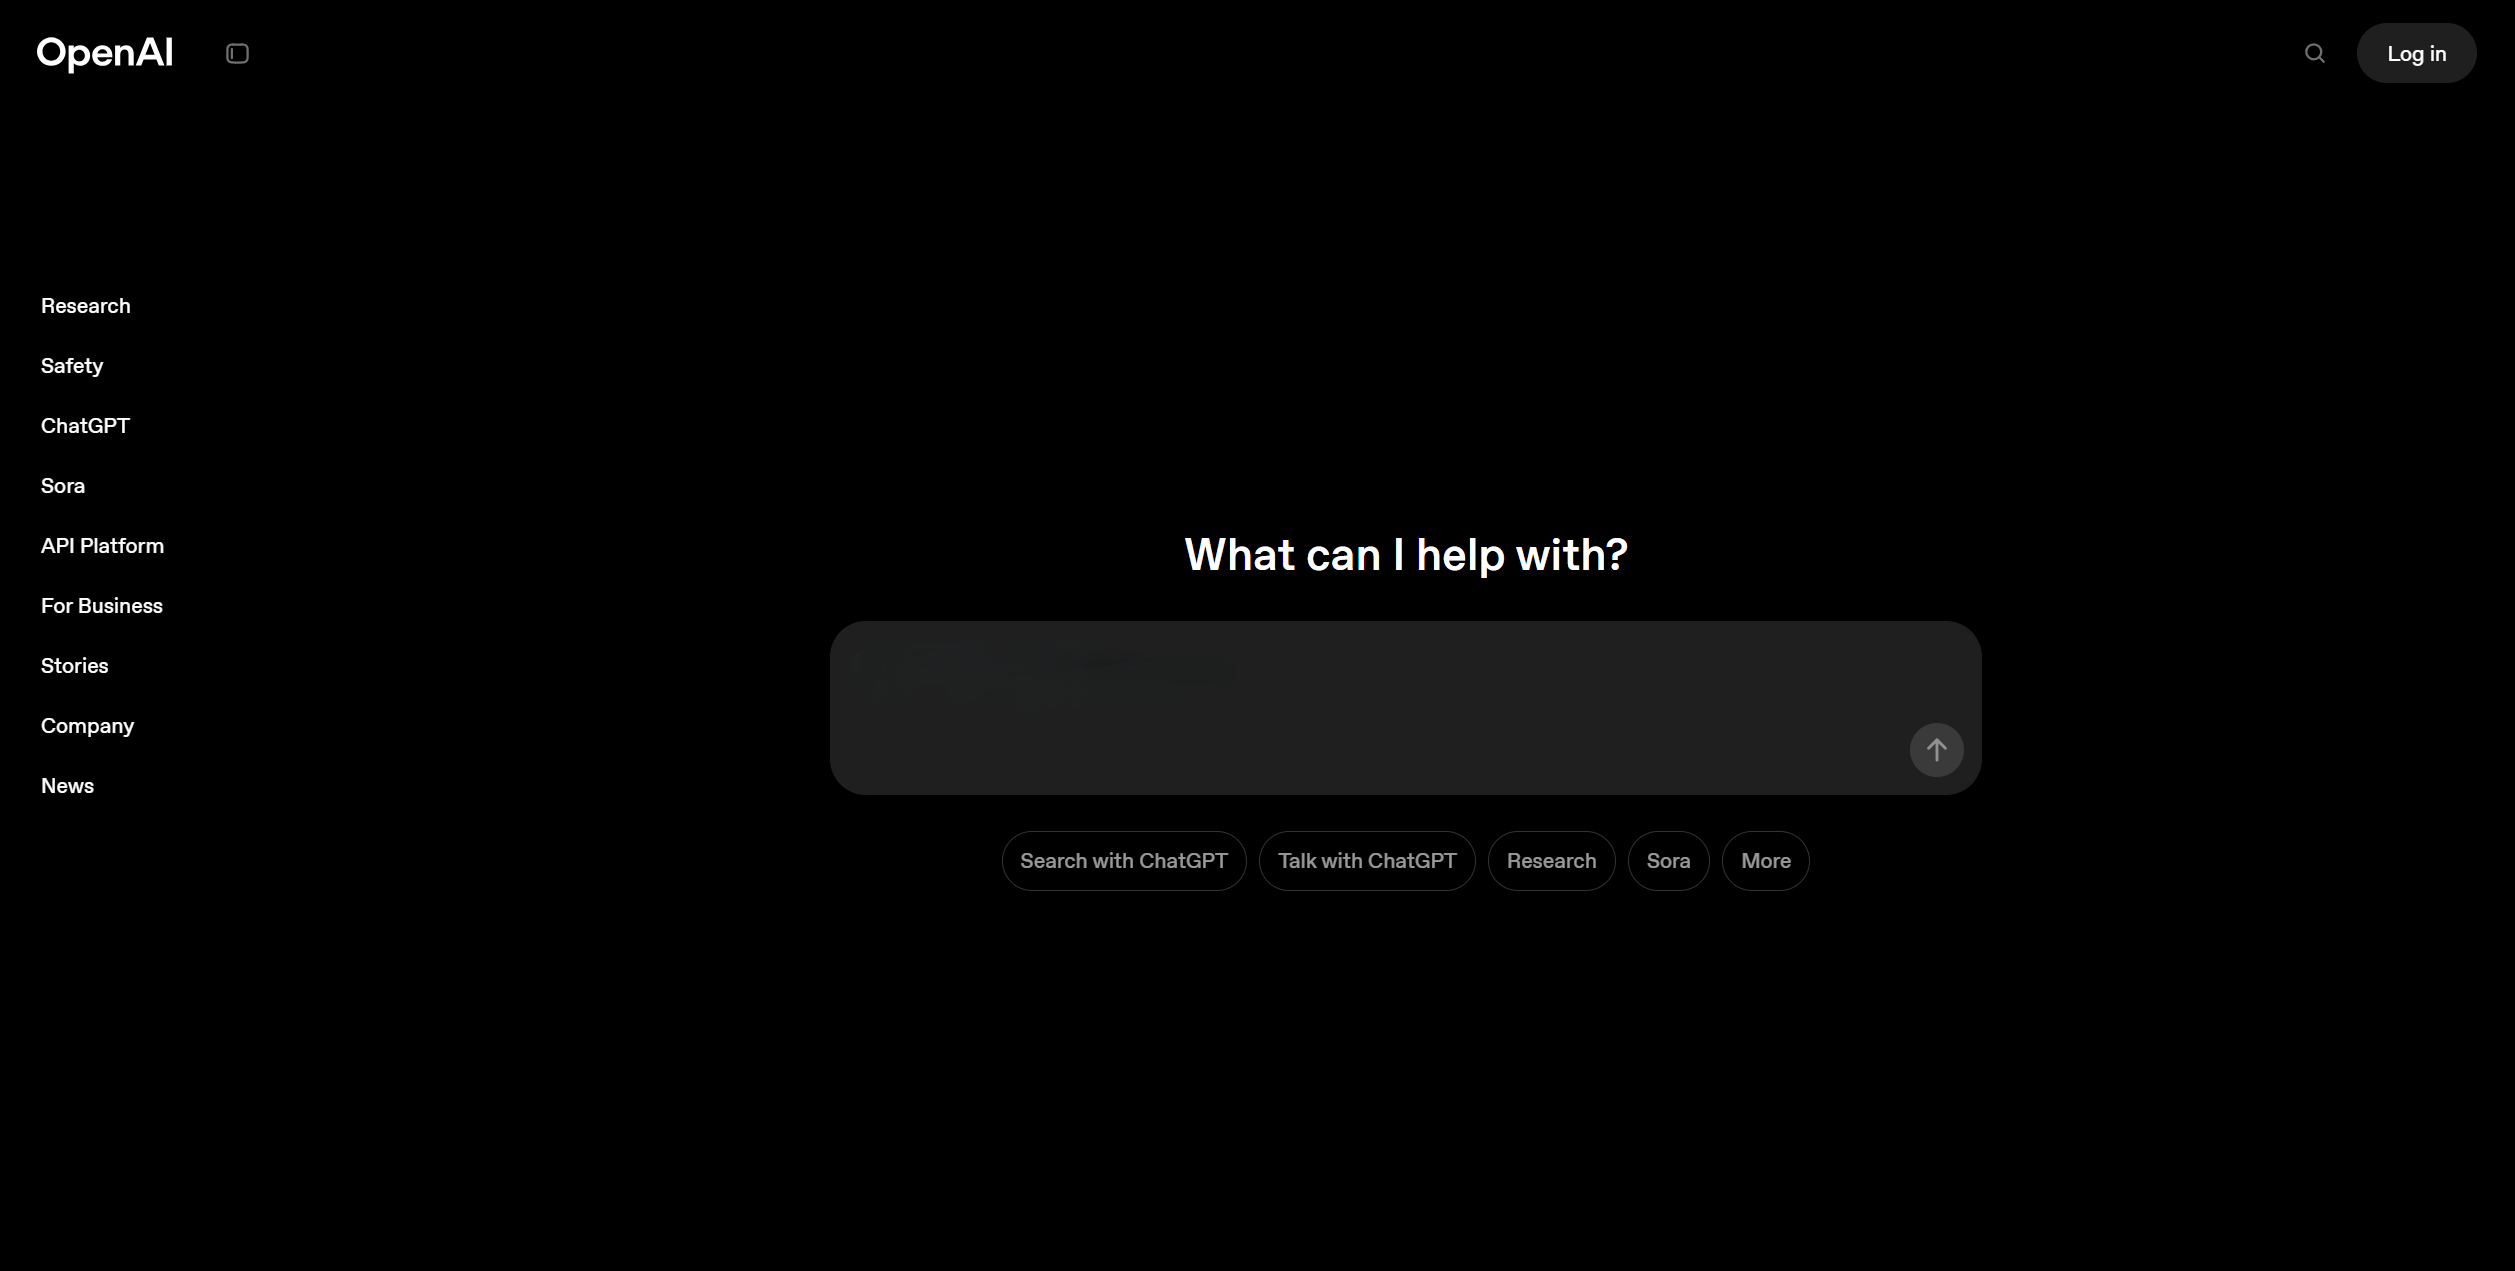 OpenAI
Log in
Research
Safety
ChatGPT
Sora
API Platform
For Business
Stories
Company
News
What can I help with?
Search with ChatGPT
Talk with ChatGPT
Research
Sora
More